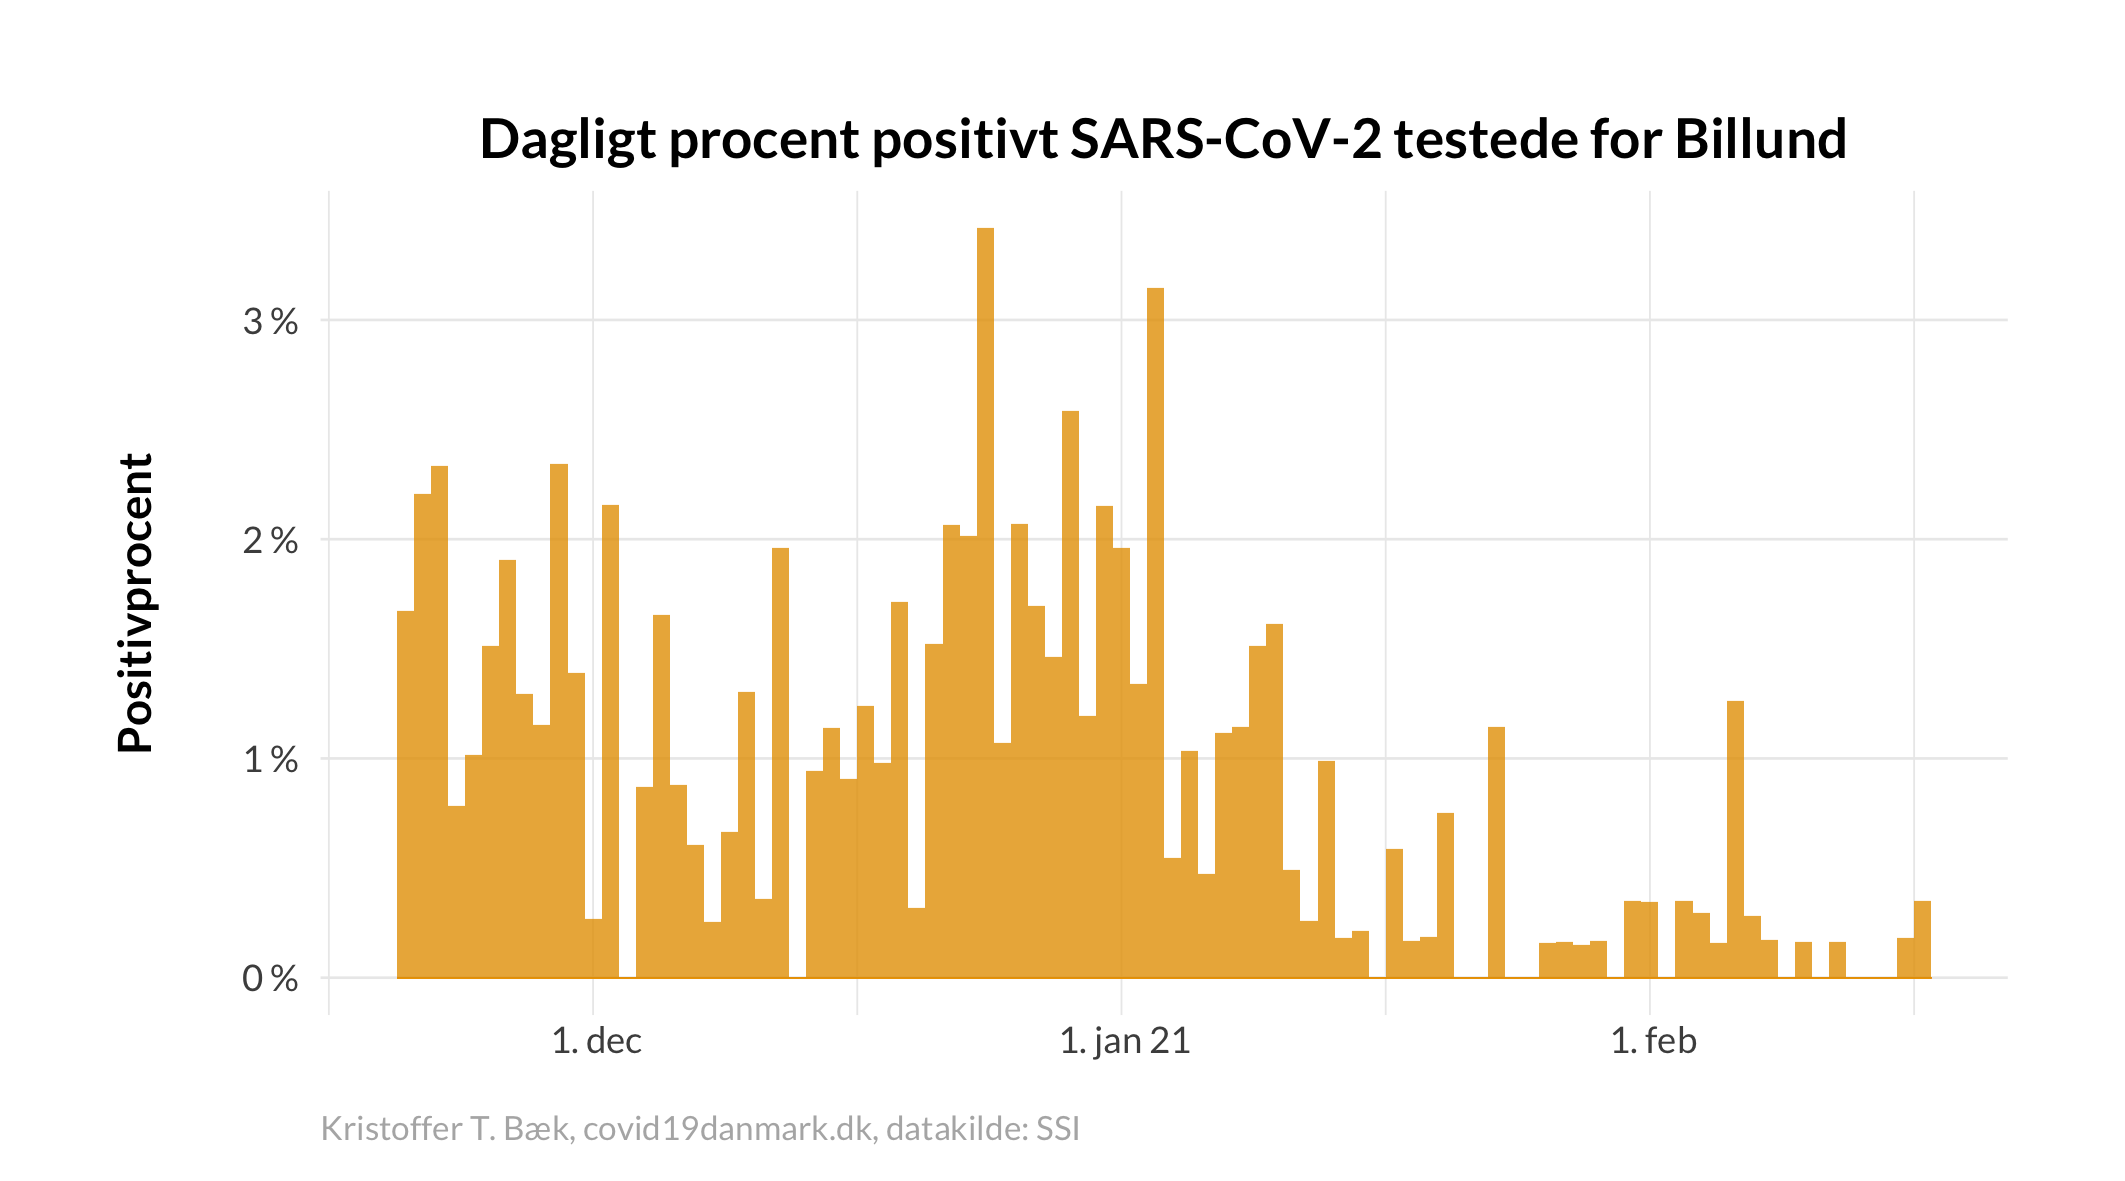 Dagligt procent positivt SARS-CoV-2 testede for Billund
Positivprocent
3 %
2 %
1 %
0 %
1. dec
1. jan 21
1. feb
Kristoffer T. Bæk, covid19danmark.dk, datakilde: SSI